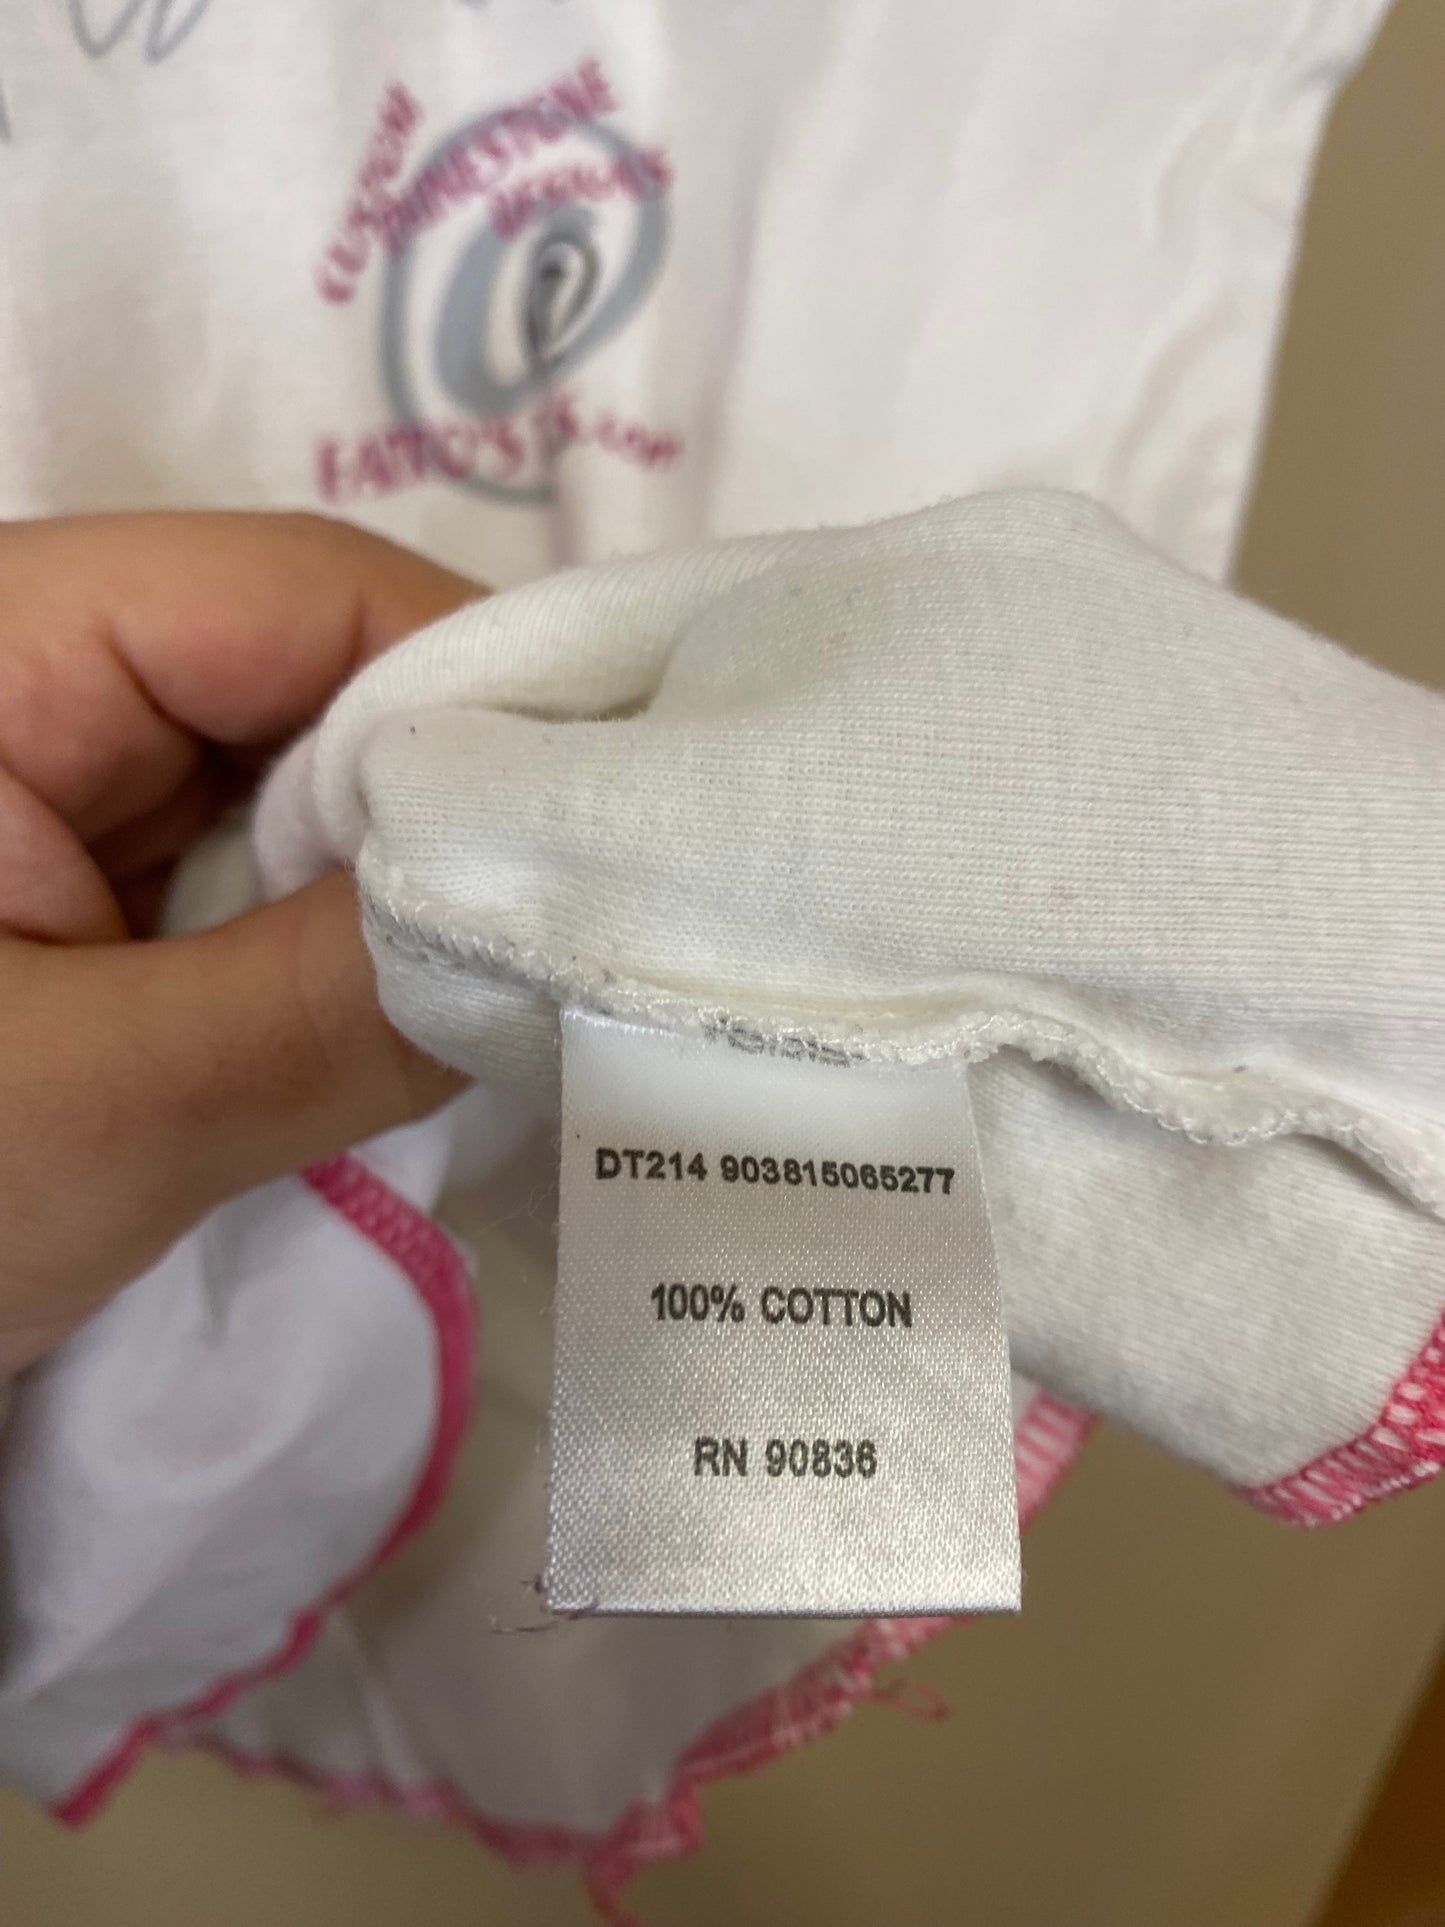 CUSTOM
RHINESTONE
DESIGNS
DT214 903815065277
100% COTTON
RN 90836